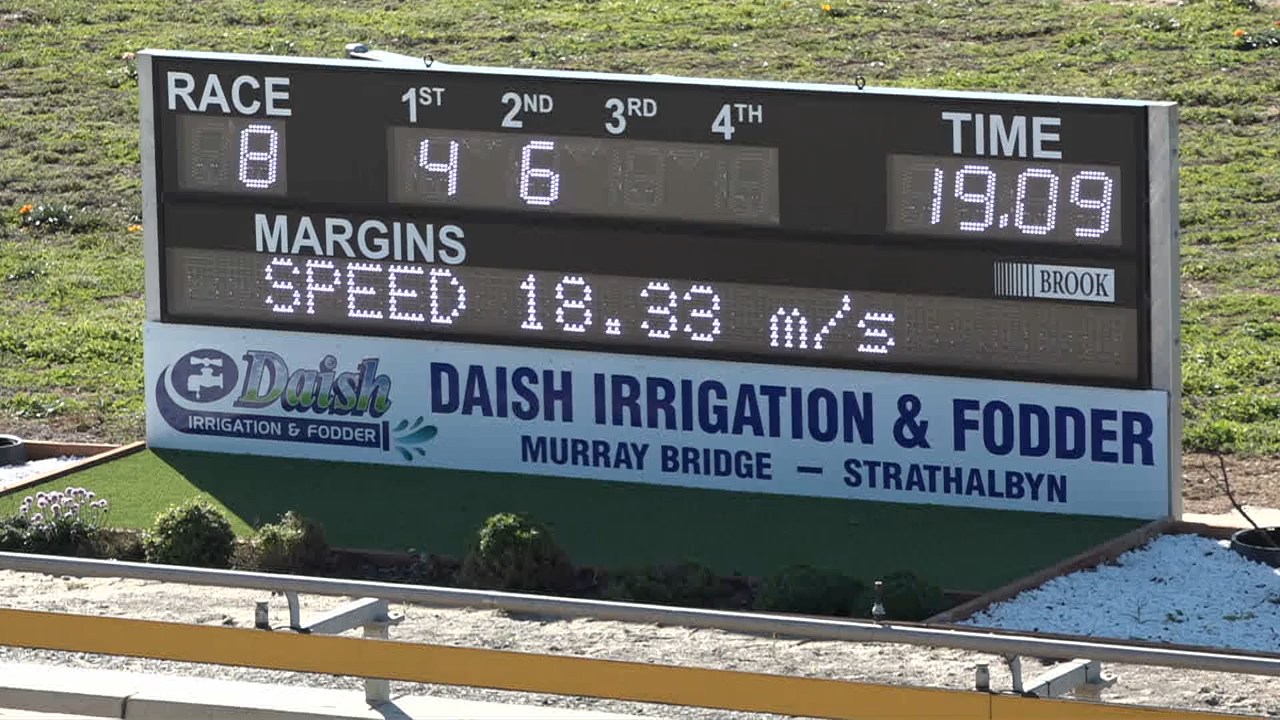 RACE 1ST 2ND 3RD 4TH TIME
8 4 6 19.09
MARGINS
BROOK
SPEED 18.33 m/s
Daish
IRRIGATION & FODDER
DAISH IRRIGATION & FODDER
MURRAY BRIDGE – STRATHALBYN